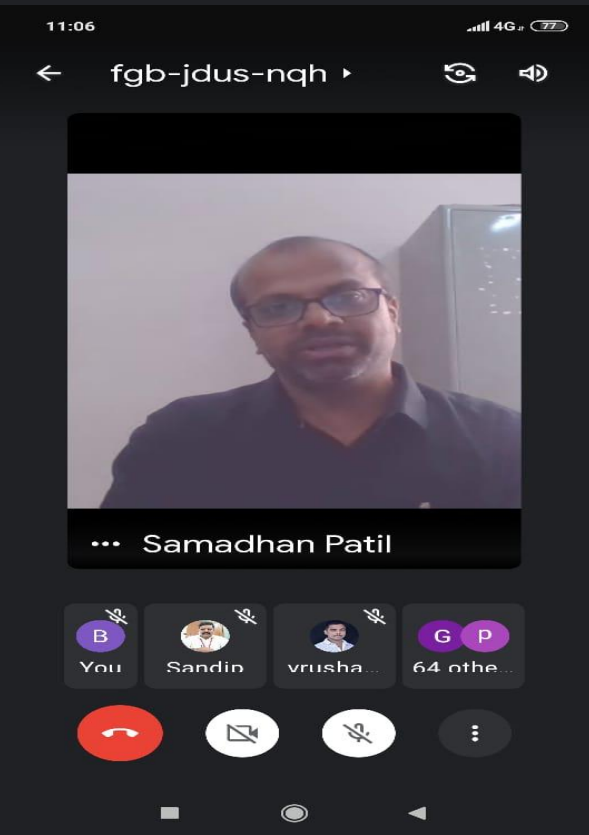 11:06
4G 77
fgb-jdus-nqh
Samadhan Patil
B
You
Sandip
vrusha...
G P
64 othe...